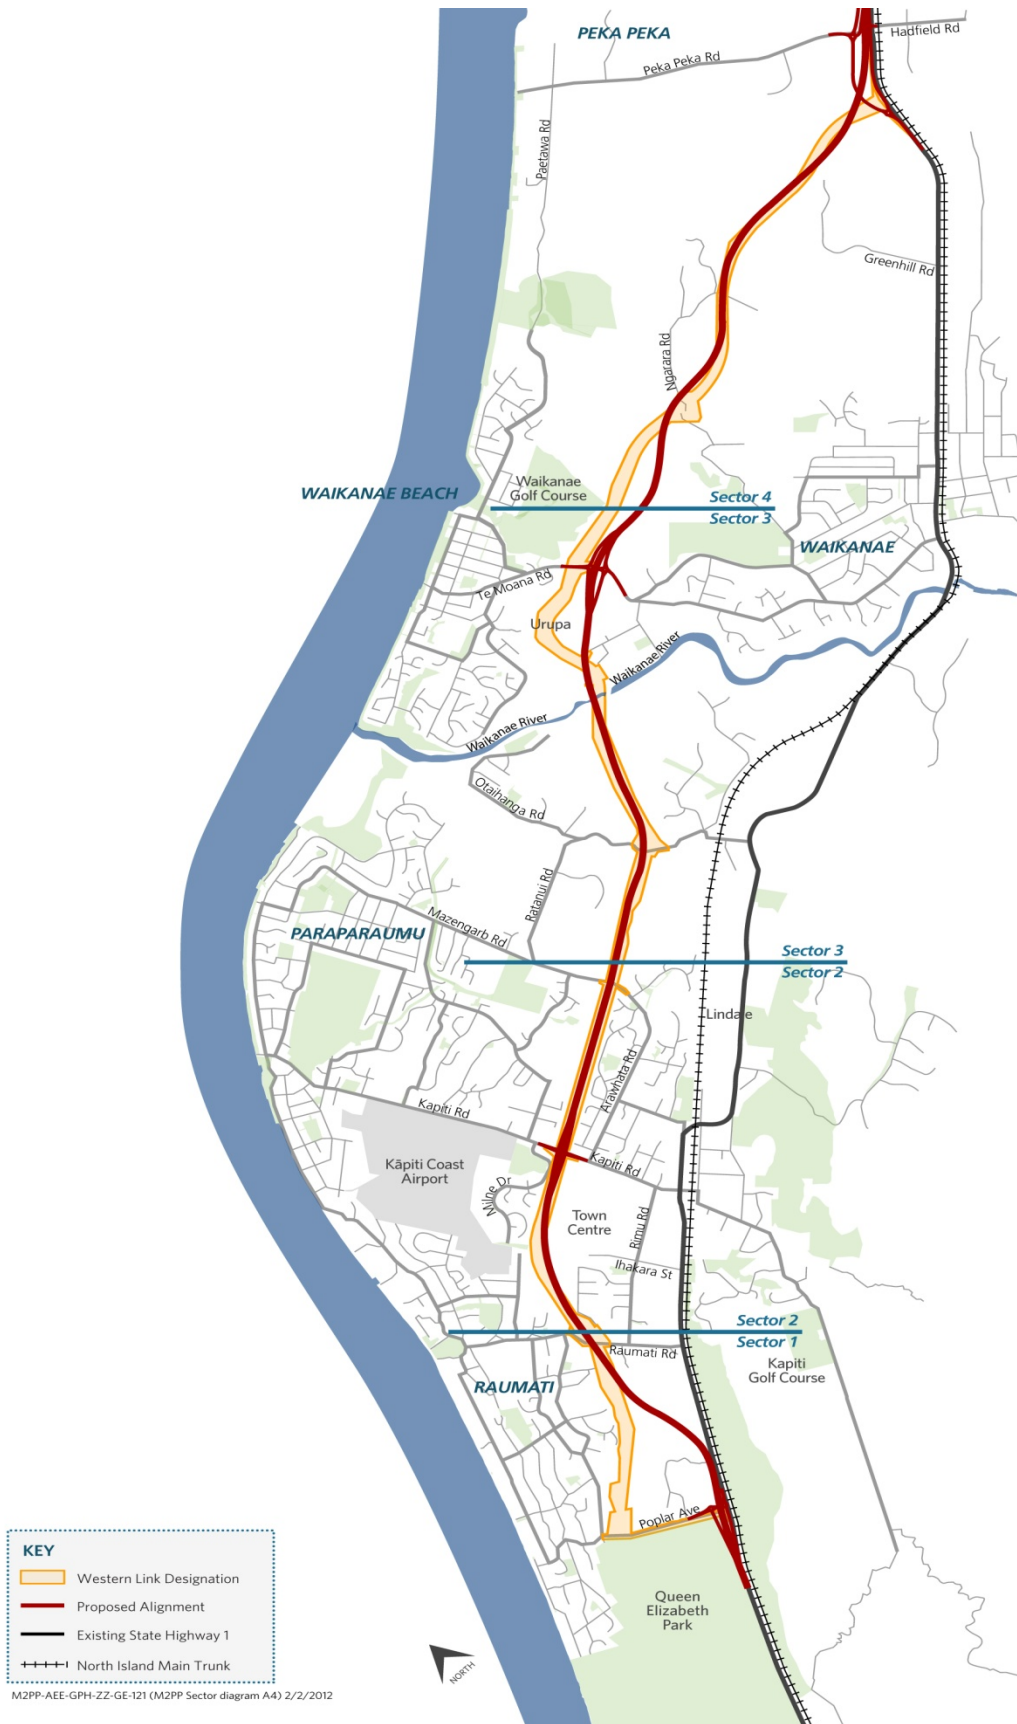 PEKA PEKA
Hadfield Rd
Peka Peka Rd
Paetawa Rd
Greenhill Rd
Ngarara Rd
Waikanae
Golf Course
WAIKANAE BEACH
Sector 4
Sector 3
WAIKANAE
Te Moana Rd
Urupa
Waikanae River
Waikanae River
Otaihanga Rd
Ratanui Rd
Mazengarb Rd
PARAPARAUMU
Sector 3
Sector 2
Lindale
Arawhata Rd
Kapiti Rd
Kapiti Rd
Kāpiti Coast
Airport
Milne Dr
Town
Centre
Rimu Rd
Ihakara St
Sector 2
Sector 1
Raumati Rd
Kapiti
Golf Course
RAUMATI
Poplar Ave
Queen
Elizabeth
Park
KEY
Western Link Designation
Proposed Alignment
Existing State Highway 1
North Island Main Trunk
NORTH
M2PP-AEE-GPH-ZZ-GE-121 (M2PP Sector diagram A4) 2/2/2012